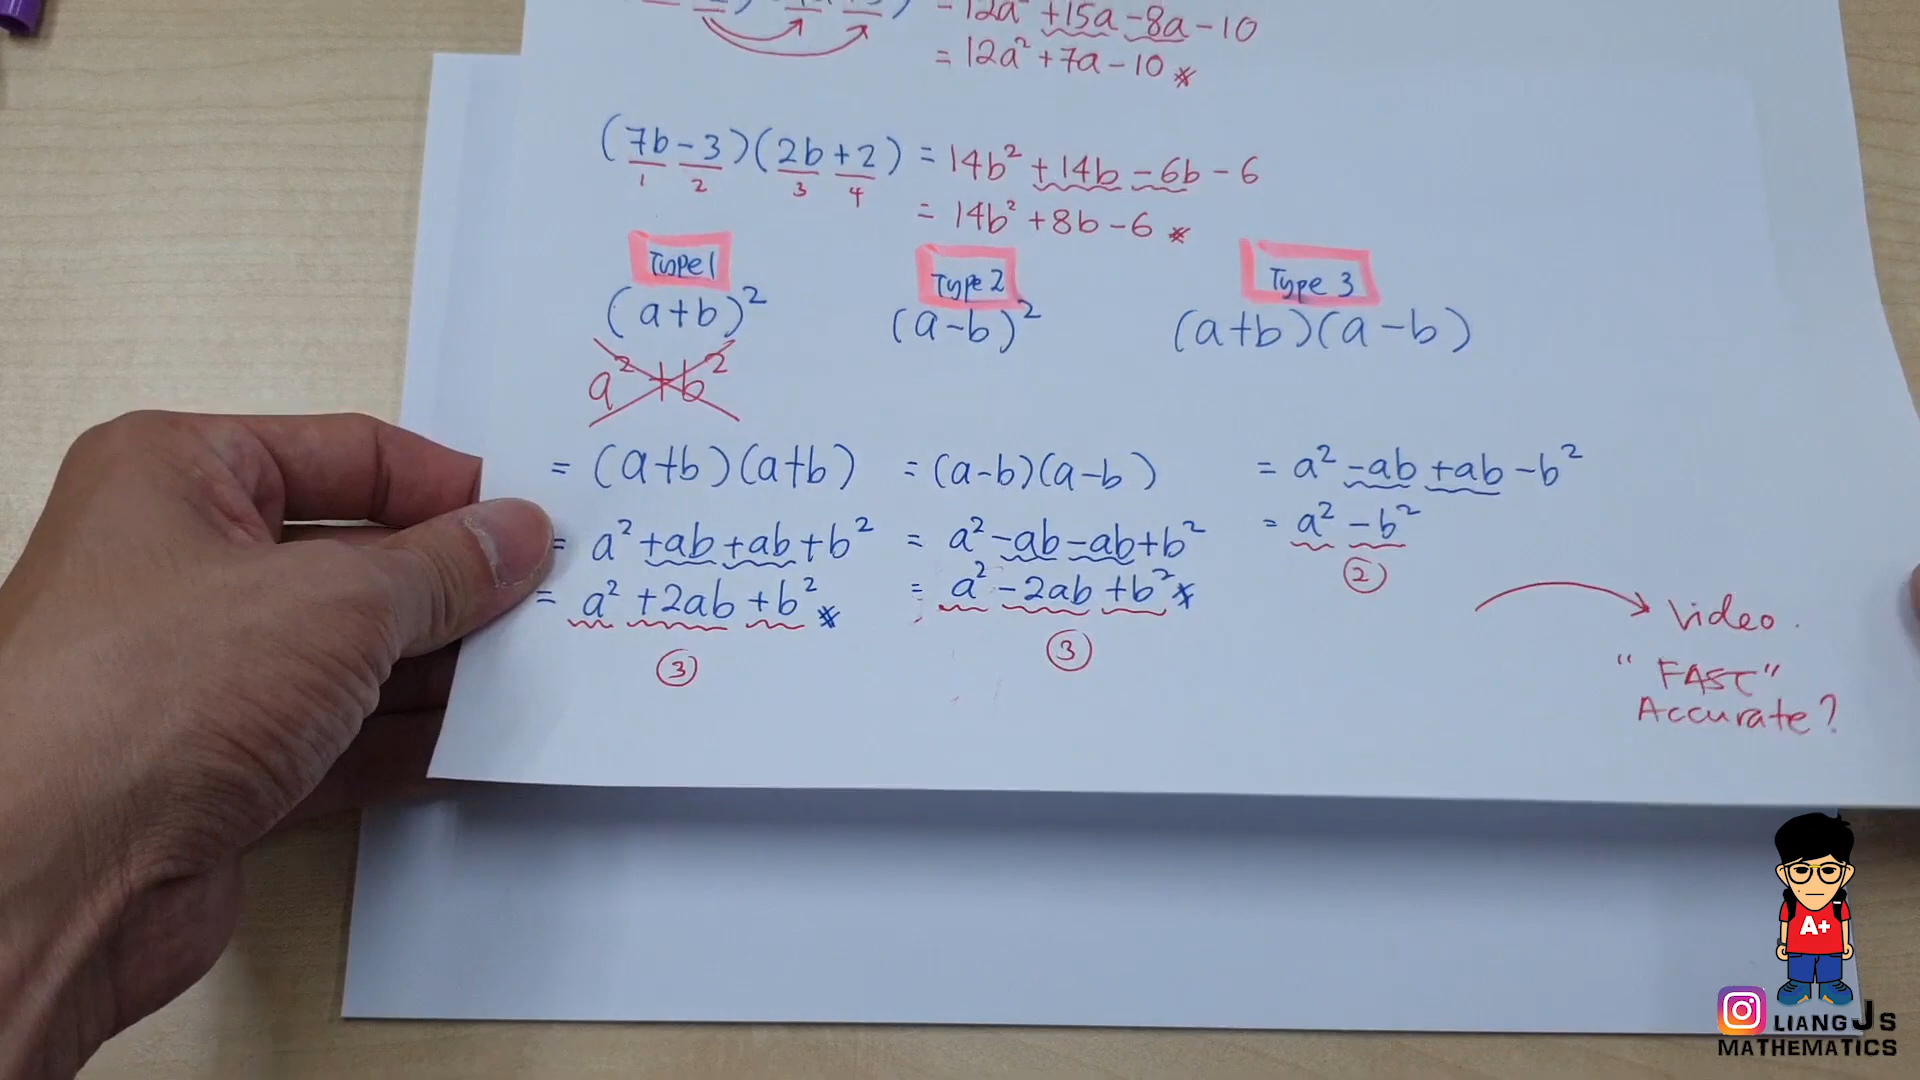 -12a² +15a -8a -10
= 12a² +7a -10 *
(7b-3)(2b+2) = 14b² +14b -6b -6
1 2 3 4
= 14b² +8b -6 *
Type 1 Type 2 Type 3
(a+b)² (a-b)² (a+b)(a-b)
a²+b²
= (a+b)(a+b) = (a-b)(a-b) = a² -ab +ab -b²
= a² +ab +ab +b² = a² -ab -ab +b² = a² -b²
= a² +2ab +b² * = a² -2ab +b² * 2
3 3
Video.
"FAST"
Accurate?
A+
LIANGJS
MATHEMATICS